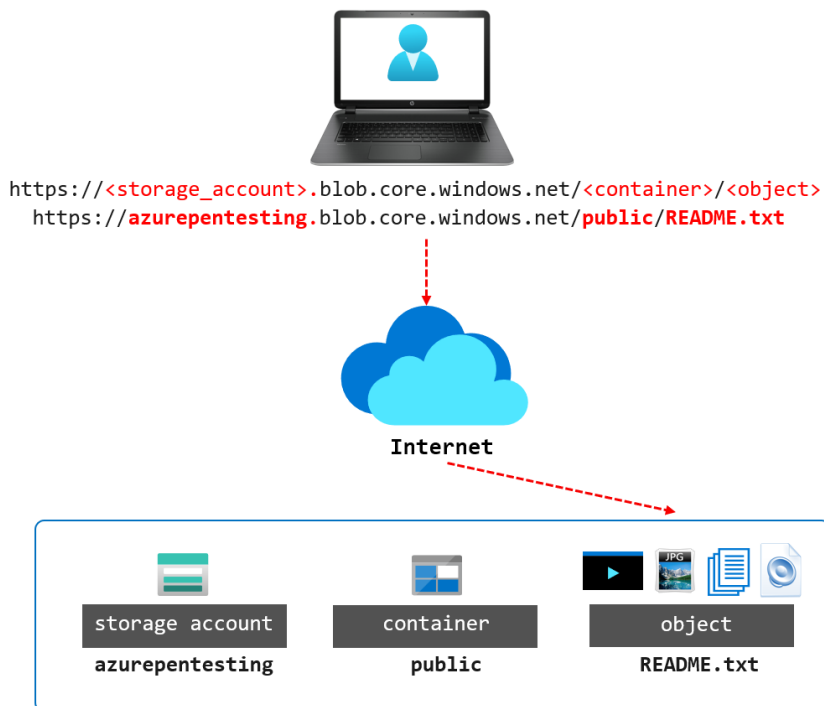 https://<storage_account>.blob.core.windows.net/<container>/<object>
https://azurepentesting.blob.core.windows.net/public/README.txt
Internet
JPG
storage account
container
object
azurepentesting
public
README.txt